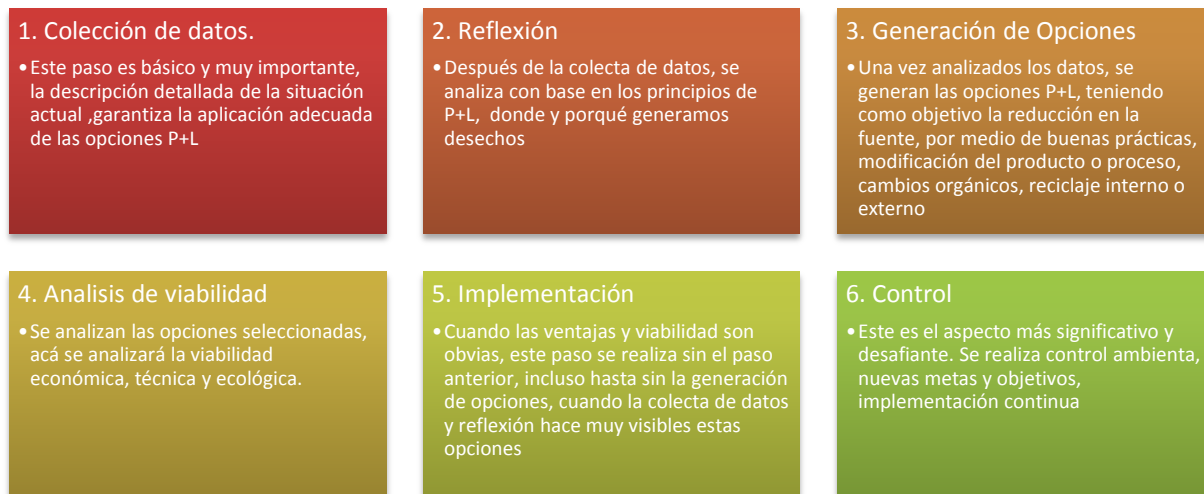 1. Colección de datos.
•Este paso es básico y muy importante,
la descripción detallada de la situación
actual ,garantiza la aplicación adecuada
de las opciones P+L
2. Reflexión
•Después de la colecta de datos, se
analiza con base en los principios de
P+L, donde y porqué generamos
desechos
3. Generación de Opciones
•Una vez analizados los datos, se
generan las opciones P+L, teniendo
como objetivo la reducción en la
fuente, por medio de buenas prácticas,
modificación del producto o proceso,
cambios orgánicos, reciclaje interno o
externo
4. Analisis de viabilidad
•Se analizan las opciones seleccionadas,
acá se analizará la viabilidad
económica, técnica y ecológica.
5. Implementación
•Cuando las ventajas y viabilidad son
obvias, este paso se realiza sin el paso
anterior, incluso hasta sin la generación
de opciones, cuando la colecta de datos
y reflexión hace muy visibles estas
opciones
6. Control
•Este es el aspecto más significativo y
desafiante. Se realiza control ambienta,
nuevas metas y objetivos,
implementación continua